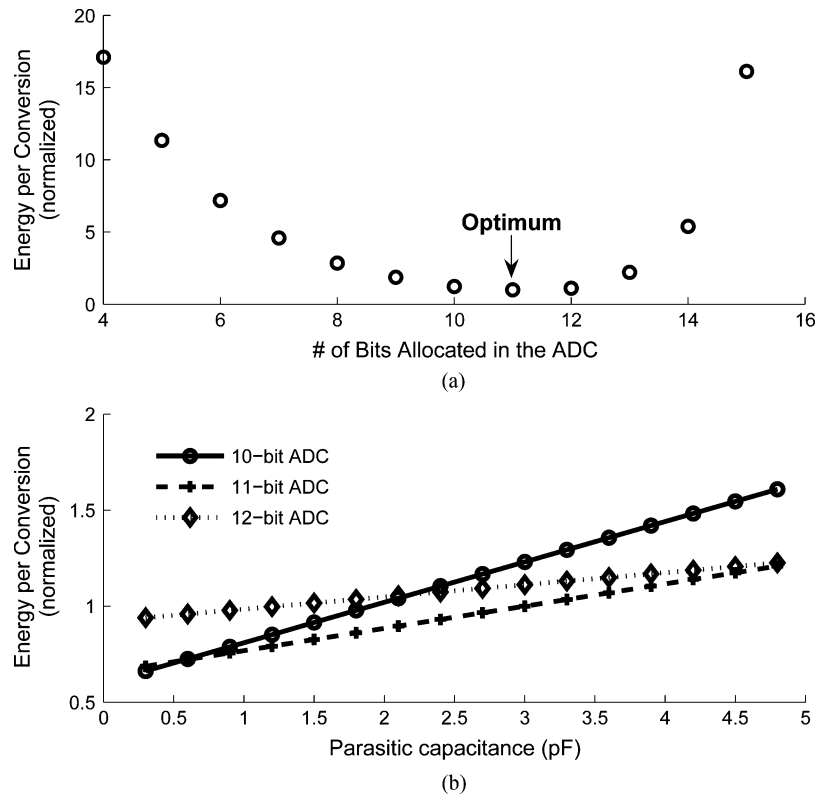 20
15
10
5
0
Energy per Conversion
(normalized)
Optimum
4
6
8
10
12
14
16
# of Bits Allocated in the ADC
(a)
2
1.5
1
0.5
Energy per Conversion
(normalized)
10−bit ADC
11−bit ADC
12−bit ADC
0
0.5
1
1.5
2
2.5
3
3.5
4
4.5
5
Parasitic capacitance (pF)
(b)